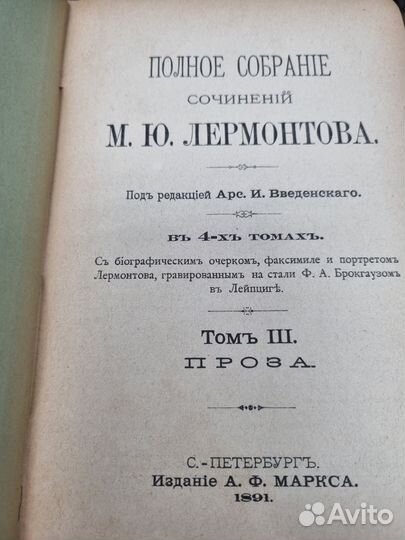 ПОЛНОЕ СОБРАНІЕ
СОЧИНЕНІЙ
М. Ю. ЛЕРМОНТОВА.
Подъ редакціей Арс. И. Введенскаго.
въ 4-хъ томахъ.
Съ біографическимъ очеркомъ, факсимиле и портретомъ
Лермонтова, гравированнымъ на стали Ф. А. Брокгаузомъ
въ Лейпцигѣ.
Томъ III.
ПРОЗА.
С.-ПЕТЕРБУРГЪ.
Изданіе А. Ф. МАРКСА.
1891.
Avito